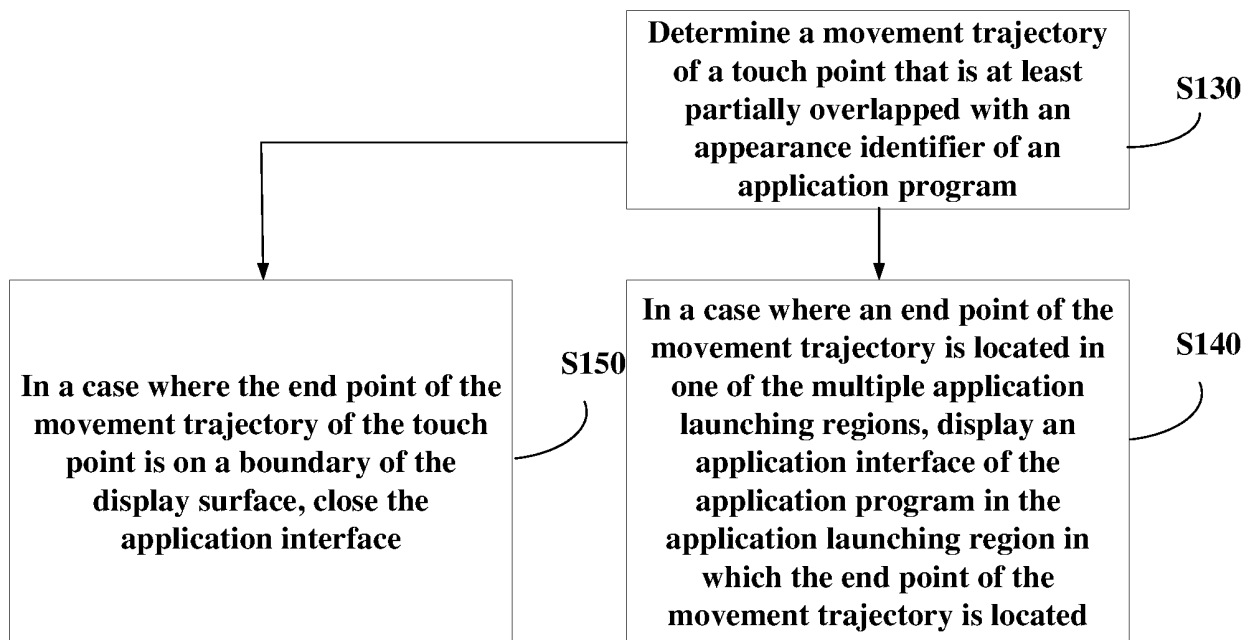 Determine a movement trajectory
of a touch point that is at least
partially overlapped with an
appearance identifier of an
application program
S130
In a case where the end point of the
movement trajectory of the touch
point is on a boundary of the
display surface, close the
application interface
S150
In a case where an end point of the
movement trajectory is located in
one of the multiple application
launching regions, display an
application interface of the
application program in the
application launching region in
which the end point of the
movement trajectory is located
S140